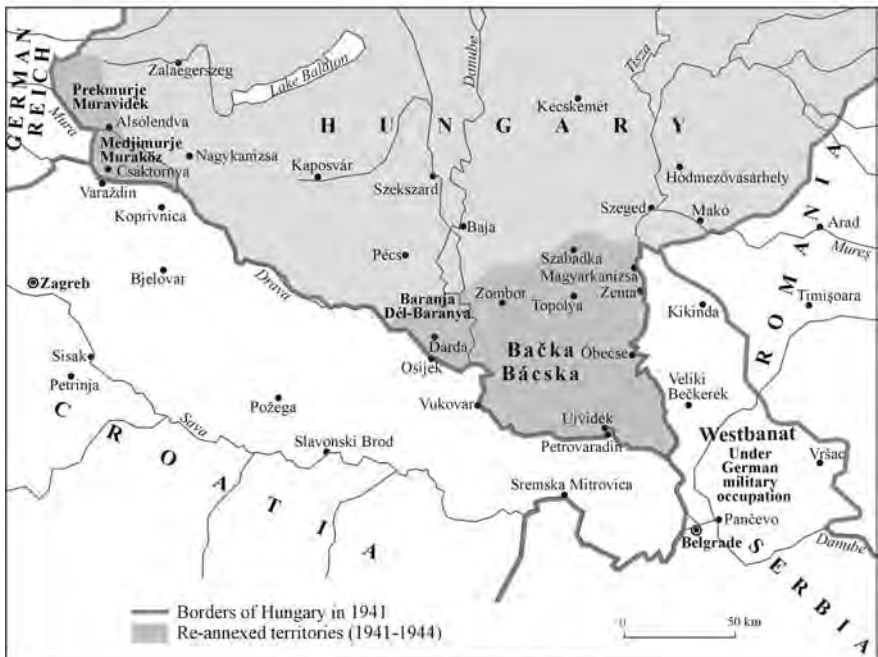 GERMAN
REICH
Zalaegerszeg
Lake Balaton
Danube
Tisza
Prekmurje
Muravidék
Mura
Alsólendva
Medjimurje
Muraköz
Csáktornya
Varaždin
Nagykanizsa
Kaposvár
Szekszard
Kecskemét
HUNGARY
Hódmezővásárhely
Koprivnica
Szeged
Makó
Arad
Mureș
ROMANIA
Baja
Pécs
Szabadka
Magyarkanizsa
Zagreb
Bjelovar
Drava
Baranja
Dél-Baranya
Zombor
Topolya
Zenta
Kikinda
Timişoara
Darda
Osijek
Bačka
Bácska
Óbecse
Sisak
Petrinja
Požega
Vukovar
Veliki
Bečkerek
Újvidék
Petrovaradin
Westbanat
Under
German
military
occupation
Vršac
CROATIA
Sava
Slavonski Brod
Sremska Mitrovica
Pančevo
Belgrade
Danube
SERBIA
Borders of Hungary in 1941
Re-annexed territories (1941-1944)
0 50 km